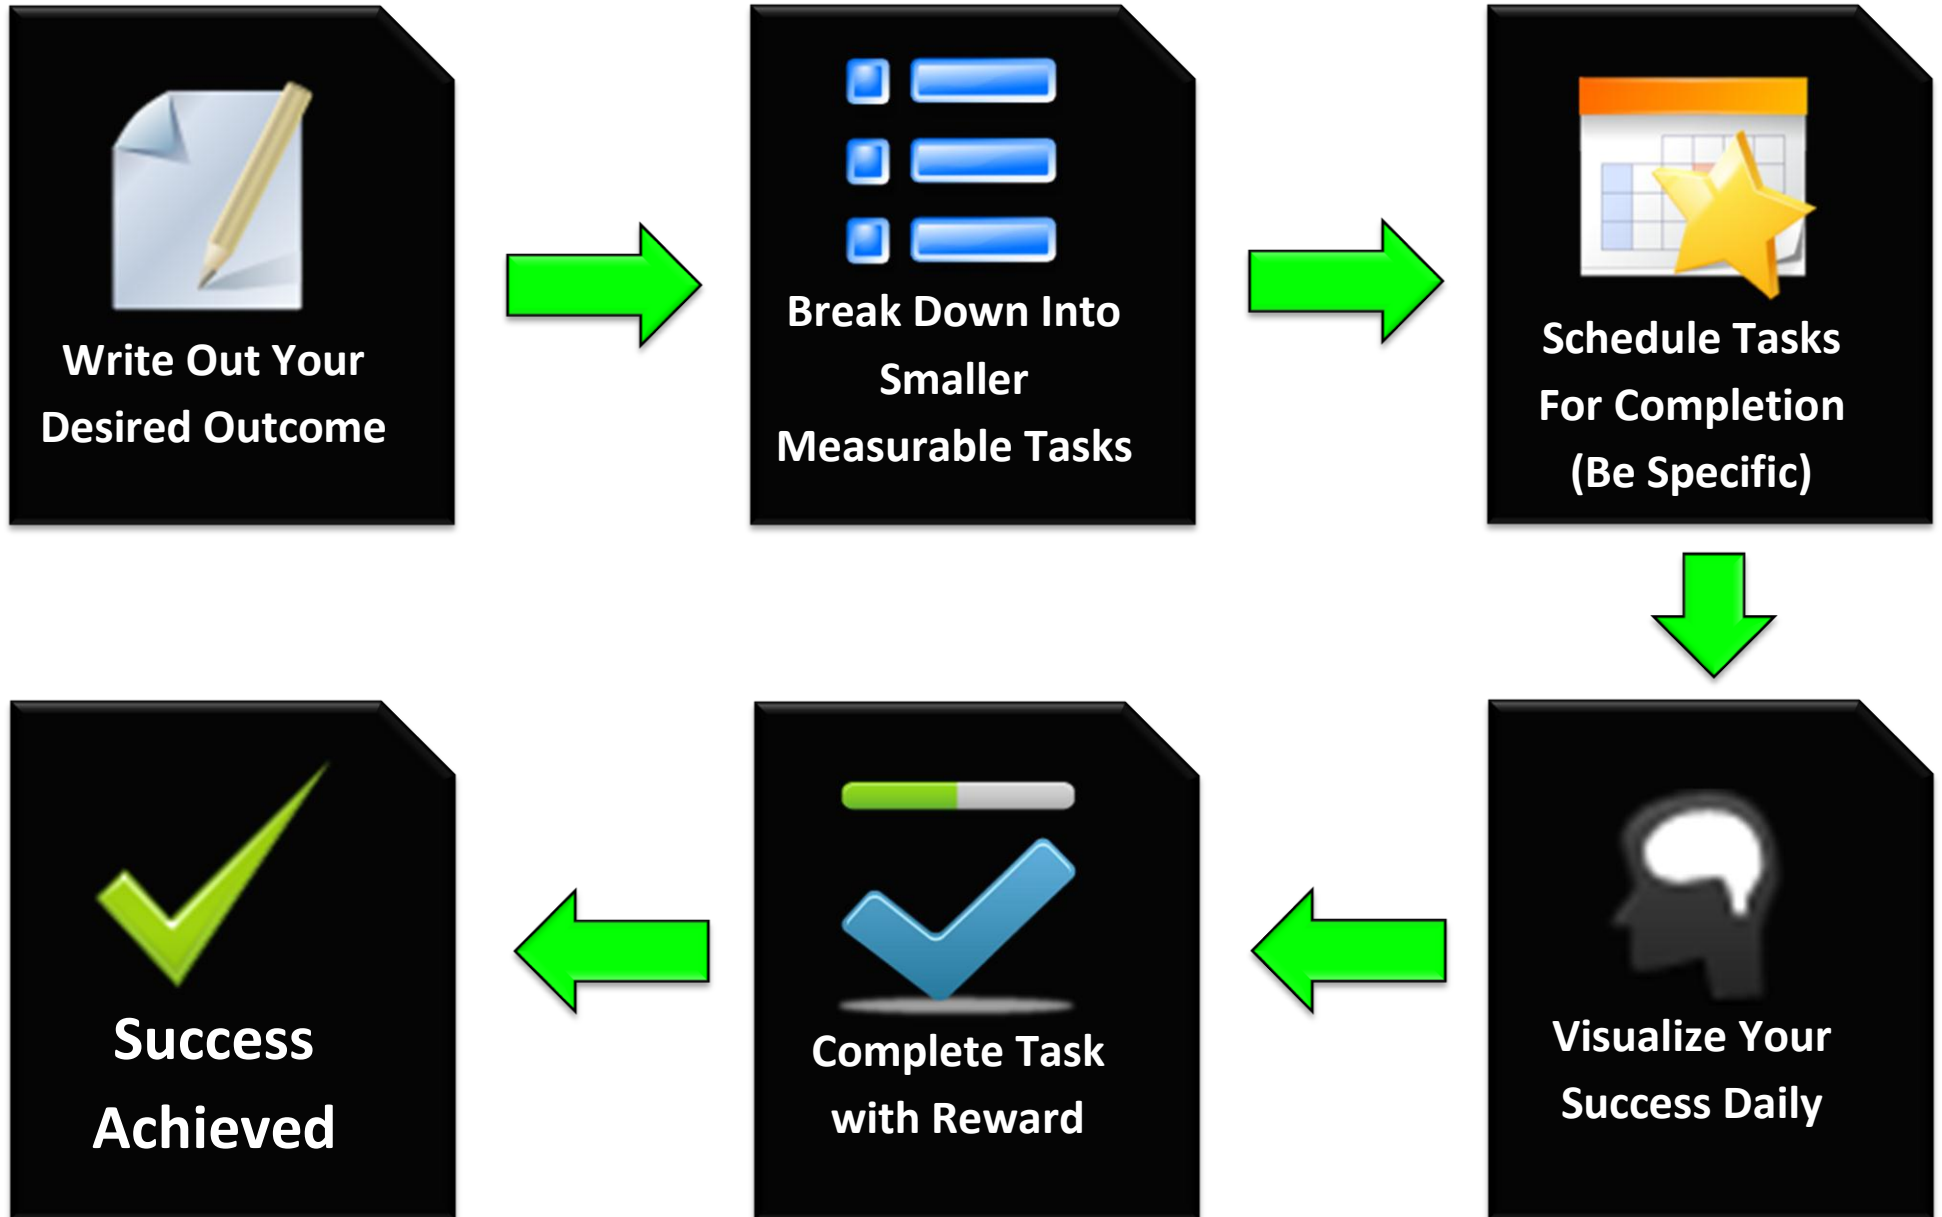 Write Out Your
Desired Outcome
Break Down Into
Smaller
Measurable Tasks
Schedule Tasks
For Completion
(Be Specific)
Visualize Your
Success Daily
Complete Task
with Reward
Success
Achieved